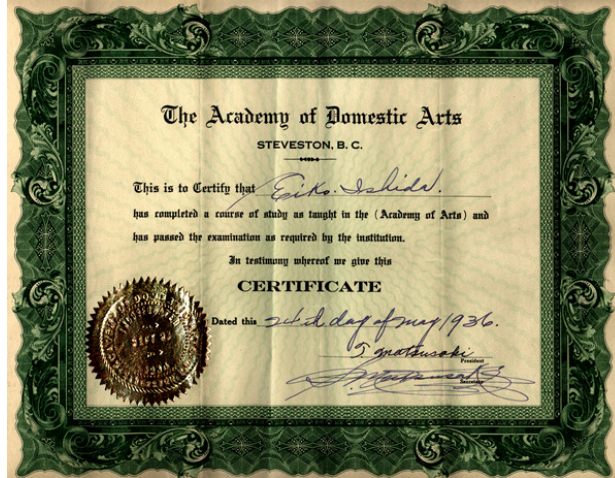 The Academy of Domestic Arts
STEVESTON, B. C.
This is to Certify that Eiko Ishida.
has completed a course of study as taught in the (Academy of Arts) and
has passed the examination as required by the institution.
In testimony whereof we give this
CERTIFICATE
Dated this 24th day of may 1936.
T. Matsusaki
President
Secretary